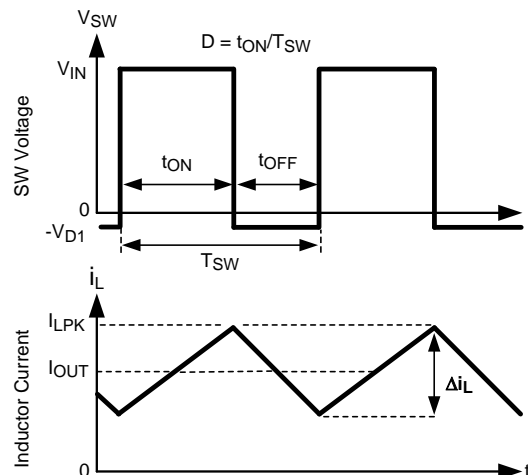 VSW
D = tON/TSW
VIN
SW Voltage
tON
tOFF
0
-VD1
TSW
iL
ILPK
IOUT
Inductor Current
ΔiL
0
t